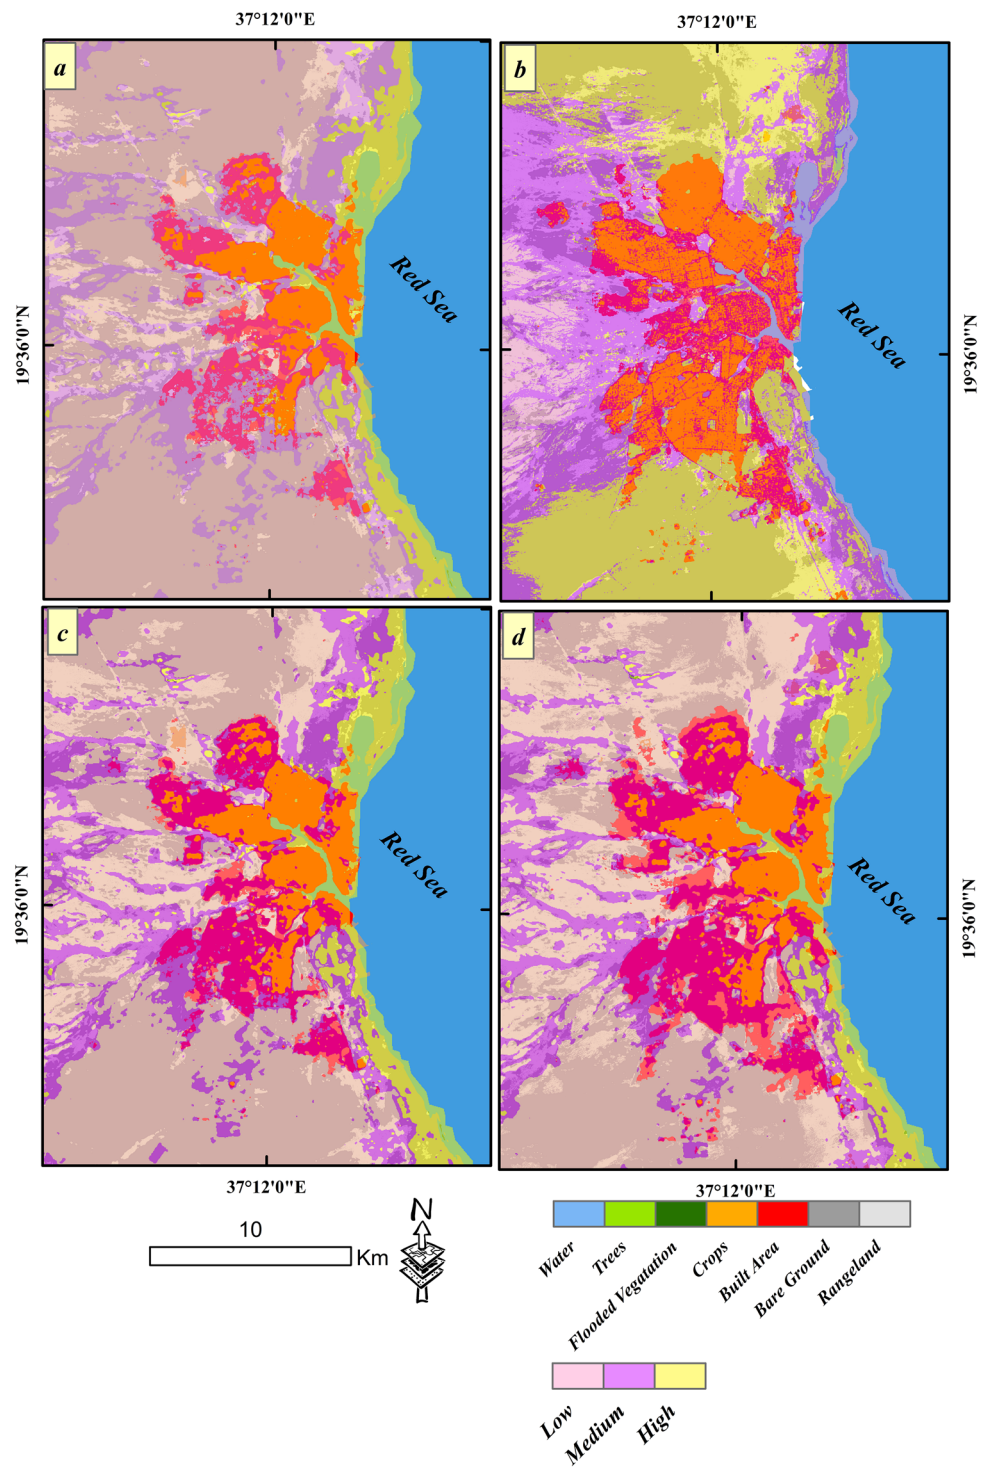 37°12'0"E
37°12'0"E
a
b
Red Sea
Red Sea
19°36'0"N
19°36'0"N
c
d
Red Sea
Red Sea
19°36'0"N
19°36'0"N
37°12'0"E
37°12'0"E
10
Km
N
Water
Trees
Flooded Vegatation
Crops
Built Area
Bare Ground
Rangeland
Low
Medium
High